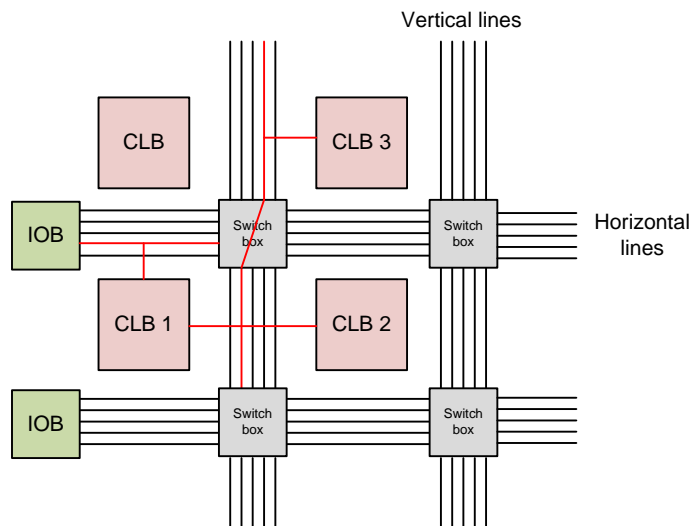 Vertical lines
CLB
CLB 3
IOB
Switch
box
Switch
box
Horizontal
lines
CLB 1
CLB 2
IOB
Switch
box
Switch
box